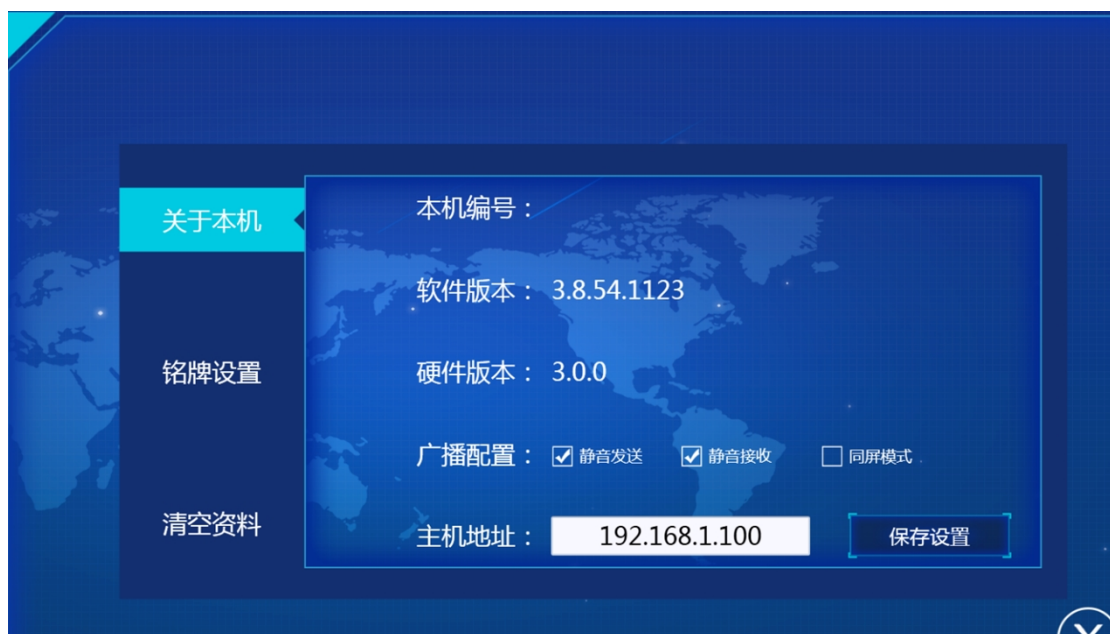 关于本机
本机编号：
软件版本： 3.8.54.1123
铭牌设置
硬件版本： 3.0.0
广播配置： 静音发送 静音接收 同屏模式
清空资料
主机地址： 192.168.1.100 保存设置